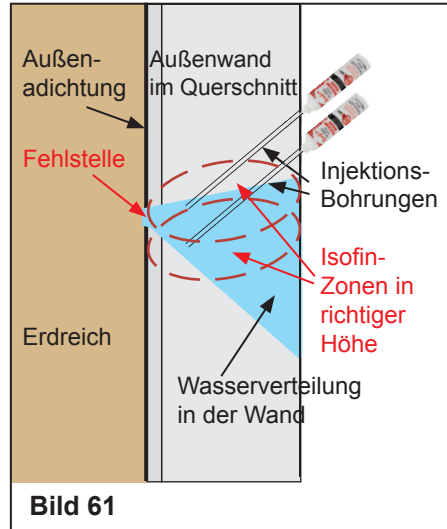 Außen-
adichtung
Außenwand
im Querschnitt
Fehlstelle
Injektions-
Bohrungen
Isofin-
Zonen in
richtiger
Höhe
Erdreich
Wasserverteilung
in der Wand
Bild 61